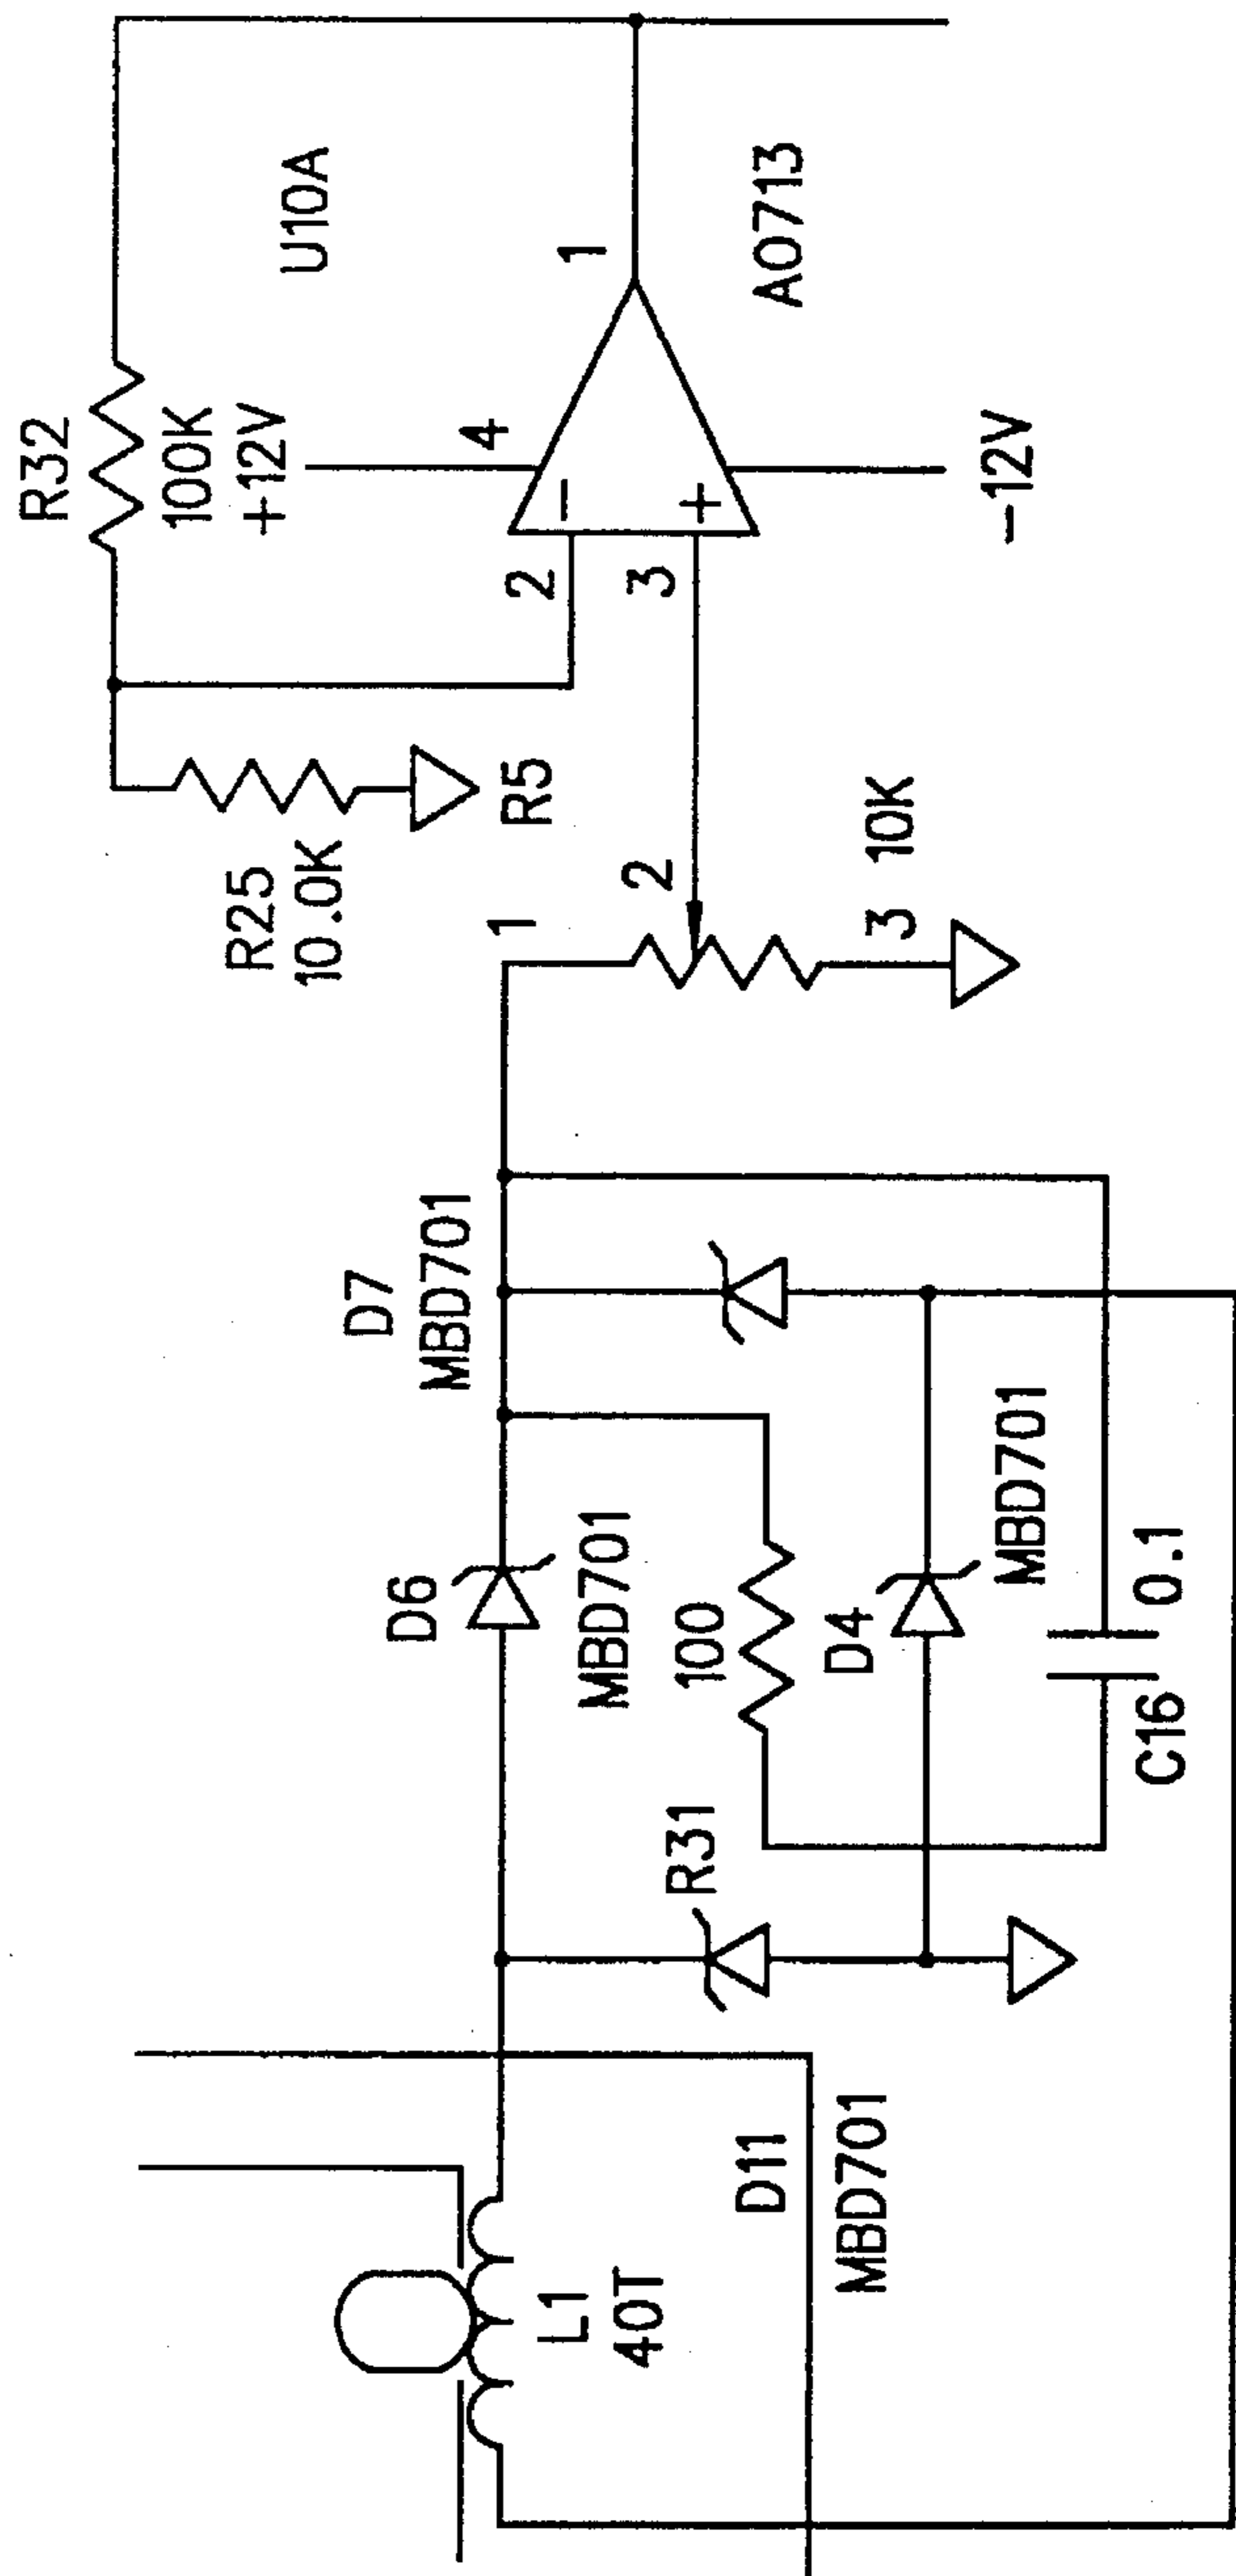 R32
100K
+12V
U10A
4
1
2
3
A0713
-12V
R25
10.0K
R5
1
2
3 10K
D7
MBD701
D6
MBD701
100
R31
D4
MBD701
C16 0.1
L1
40T
D11
MBD701